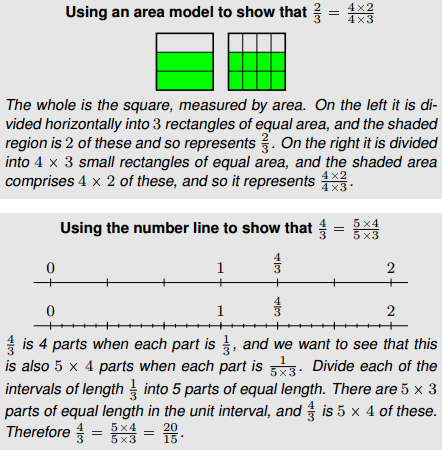 Using an area model to show that 2/3 = 4×2/4×3
The whole is the square, measured by area. On the left it is di-
vided horizontally into 3 rectangles of equal area, and the shaded
region is 2 of these and so represents 2/3. On the right it is divided
into 4 × 3 small rectangles of equal area, and the shaded area
comprises 4 × 2 of these, and so it represents 4×2/4×3.
Using the number line to show that 4/3 = 5×4/5×3
0 1 4/3 2
0 1 4/3 2
4/3 is 4 parts when each part is 1/3, and we want to see that this
is also 5 × 4 parts when each part is 1/5×3. Divide each of the
intervals of length 1/3 into 5 parts of equal length. There are 5 × 3
parts of equal length in the unit interval, and 4/3 is 5 × 4 of these.
Therefore 4/3 = 5×4/5×3 = 20/15.